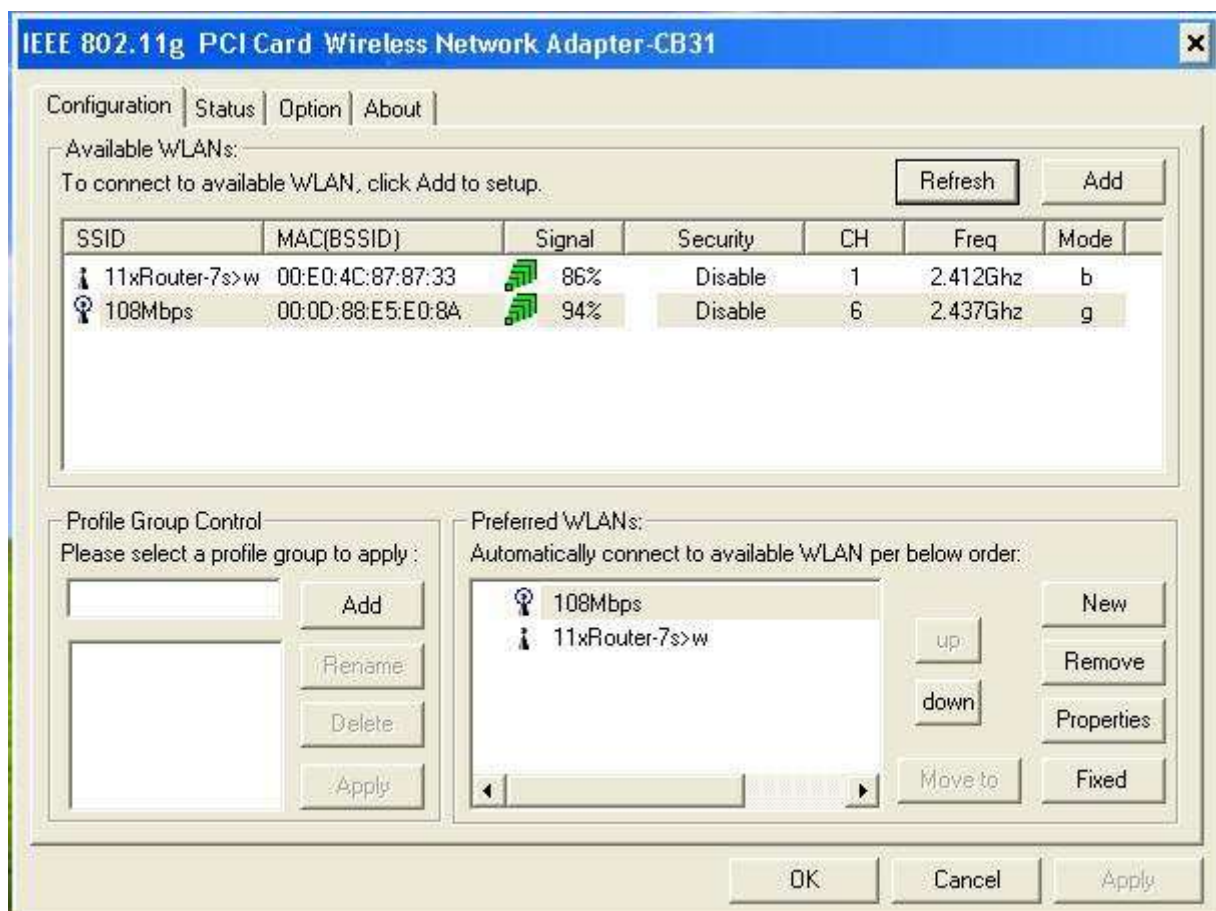 IEEE 802.11g PCI Card Wireless Network Adapter-CB31
Configuration Status Option About
Available WLANs:
To connect to available WLAN, click Add to setup. Refresh Add
SSID MAC(BSSID) Signal Security CH Freq Mode
11xRouter-7s>w 00:E0:4C:87:87:33 86% Disable 1 2.412Ghz b
108Mbps 00:0D:88:E5:E0:8A 94% Disable 6 2.437Ghz g
Profile Group Control
Please select a profile group to apply :
Add
Rename
Delete
Apply
Preferred WLANs:
Automatically connect to available WLAN per below order:
108Mbps
11xRouter-7s>w
up
down
Move to
New
Remove
Properties
Fixed
OK Cancel Apply